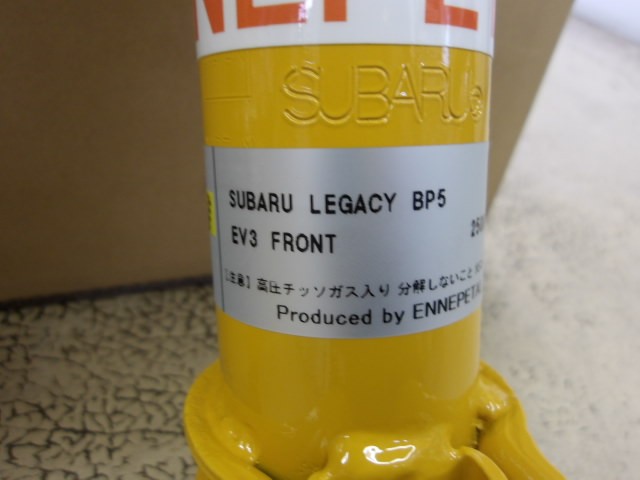 SUBARU®
SUBARU LEGACY BP5
EV3 FRONT
【注意】高圧チッソガス入り 分解しないこと
Produced by ENNEPETA